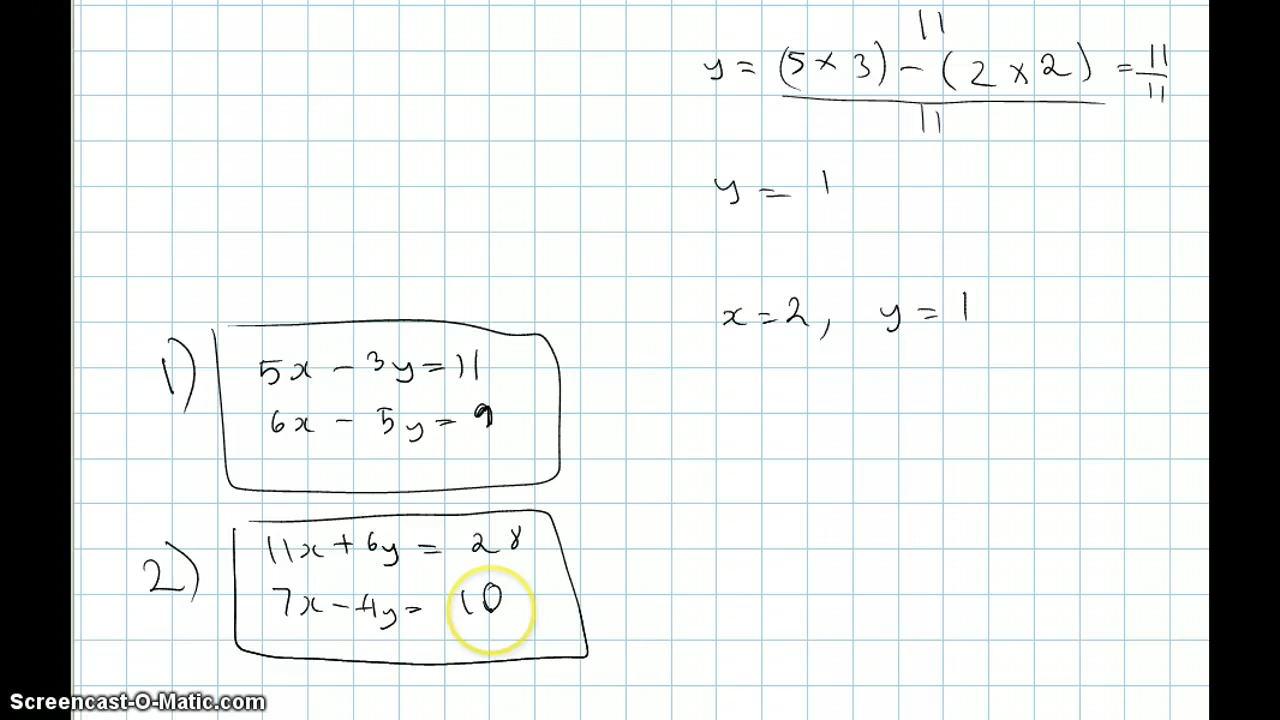 11
y = (5 × 3) - (2 × 2) = 11/11
11
y = 1
x = 2, y = 1
1) 5x - 3y = 11
6x - 5y = 9
2) 11x + 6y = 28
7x - 4y = 10
Screencast-O-Matic.com